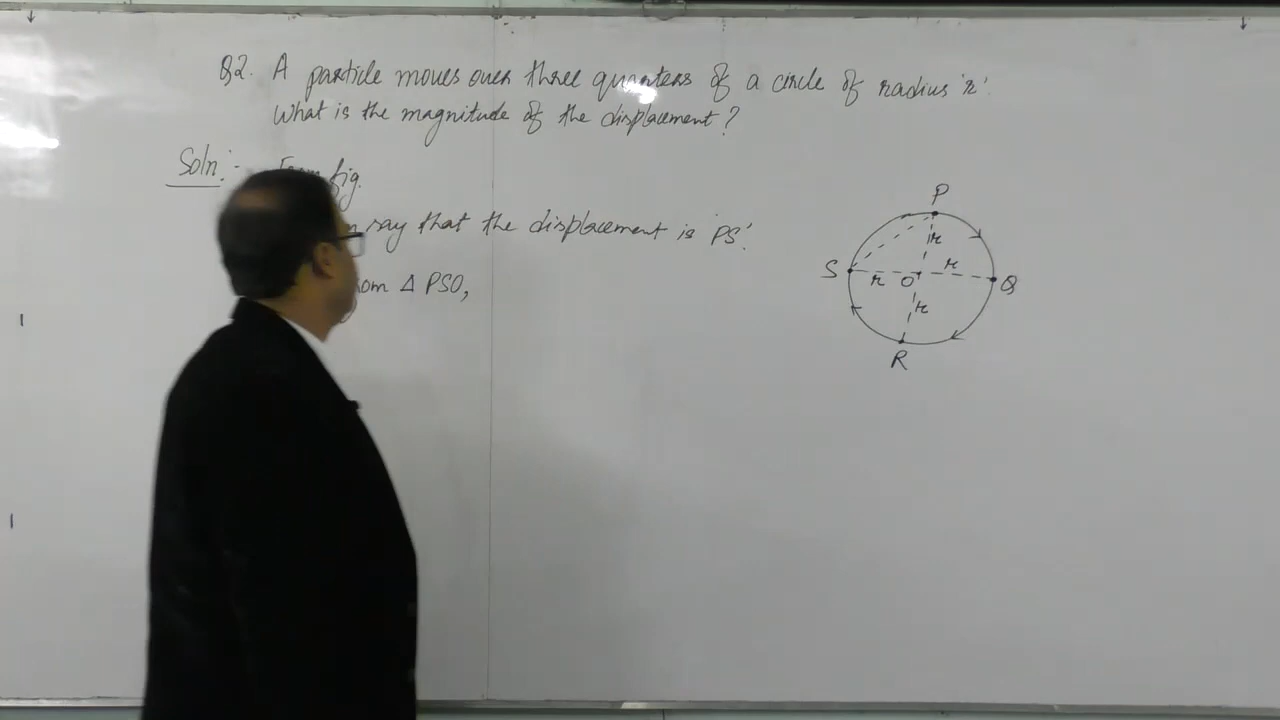 Q2. A particle moves over three quarters of a circle of radius 'r'.
What is the magnitude of the displacement?
Soln:-
fig.
say that the displacement is PS'.
Δ PSO,
P
r
r
S
r
O
Q
r
R